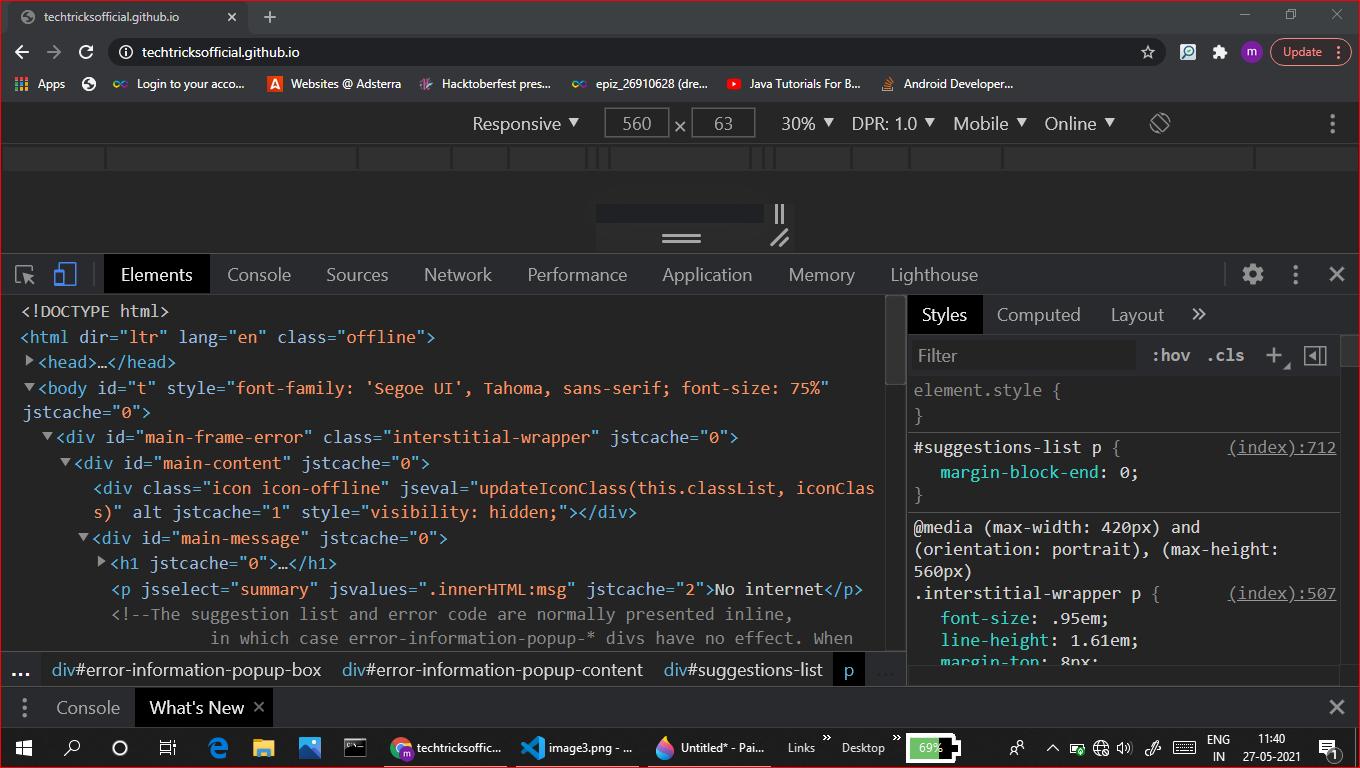 techtricksofficial.github.io
techtricksofficial.github.io
m
Update
Apps
Login to your acco...
Websites @ Adsterra
Hacktoberfest pres...
epiz_26910628 (dre...
Java Tutorials For B...
Android Developer...
Responsive ▼ 560 × 63 30% ▼ DPR: 1.0 ▼ Mobile ▼ Online ▼
Elements Console Sources Network Performance Application Memory Lighthouse
<!DOCTYPE html>
<html dir="ltr" lang="en" class="offline">
<head>…</head>
<body id="t" style="font-family: 'Segoe UI', Tahoma, sans-serif; font-size: 75%"
jstcache="0">
<div id="main-frame-error" class="interstitial-wrapper" jstcache="0">
<div id="main-content" jstcache="0">
<div class="icon icon-offline" jseval="updateIconClass(this.classList, iconClas
s)" alt jstcache="1" style="visibility: hidden;"></div>
<div id="main-message" jstcache="0">
<h1 jstcache="0">…</h1>
<p jsselect="summary" jsvalues=".innerHTML:msg" jstcache="2">No internet</p>
<!--The suggestion list and error code are normally presented inline,
in which case error-information-popup-* divs have no effect. When
... div#error-information-popup-box div#error-information-popup-content div#suggestions-list p ...
Styles Computed Layout »
Filter :hov .cls +
element.style {
}
#suggestions-list p { (index):712
margin-block-end: 0;
}
@media (max-width: 420px) and
(orientation: portrait), (max-height:
560px)
.interstitial-wrapper p { (index):507
font-size: .95em;
line-height: 1.61em;
margin-top: 8px;
Console What's New
techtricksoffic...
m
image3.png - ...
Untitled* - Pai...
Links »
Desktop »
69%
ENG
IN
11:40
27-05-2021
1